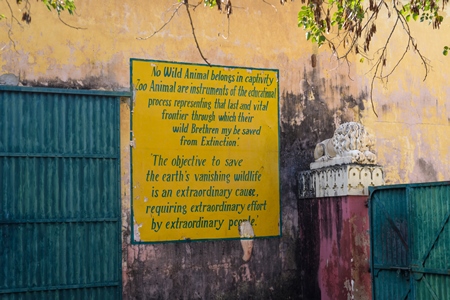 No Wild Animal belongs in captivity
Zoo Animal are instruments of the educational
process representing that last and vital
frontier through which their
wild Brethren my be saved
from Extinction.'
'The objective to save
the earth's vanishing wildlife
is an extraordinary cause,
requiring extraordinary effort
by extraordinary people.'